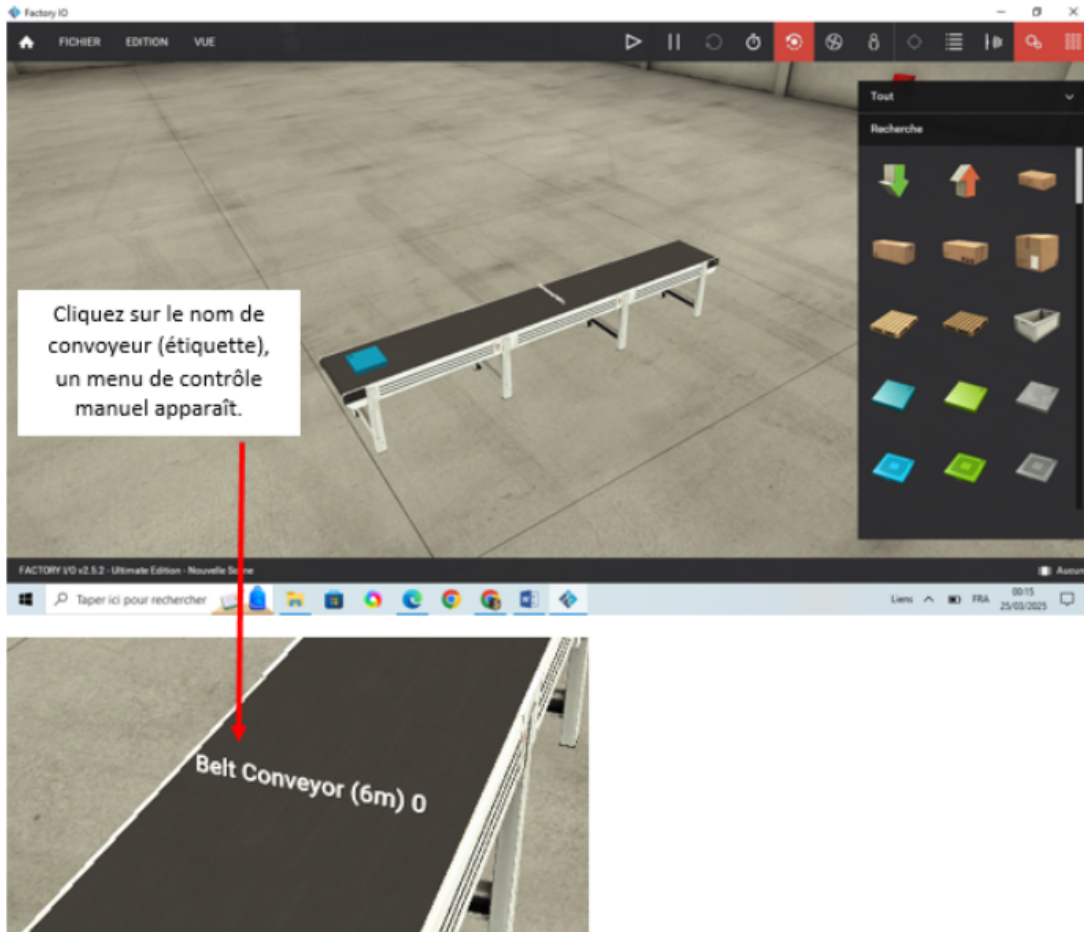 Factory IO
FICHIER EDITION VUE
Tout
Recherche
Cliquez sur le nom de
convoyeur (étiquette),
un menu de contrôle
manuel apparaît.
FACTORY I/O v2.5.2 - Ultimate Edition - Nouvelle Scene
Aucun
Taper ici pour rechercher
Liens
FRA
00:15
25/03/2025
Belt Conveyor (6m) 0